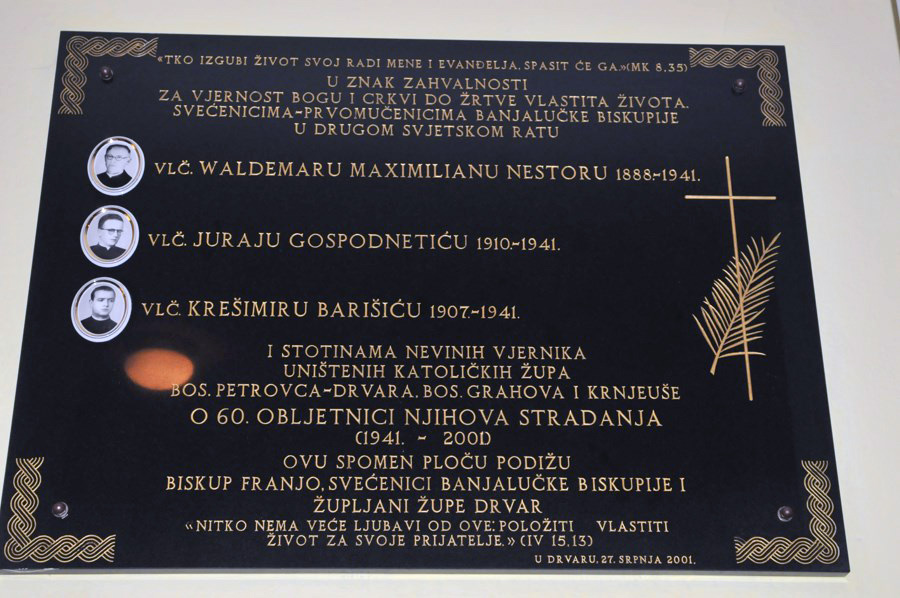 «TKO IZGUBI ŽIVOT SVOJ RADI MENE I EVANĐELJA, SPASIT ĆE GA.»(MK 8,35)
U ZNAK ZAHVALNOSTI
ZA VJERNOST BOGU I CRKVI DO ŽRTVE VLASTITA ŽIVOTA.
SVEĆENICIMA-PRVOMUČENICIMA BANJALUČKE BISKUPIJE
U DRUGOM SVJETSKOM RATU
VLČ. WALDEMARU MAXIMILIANU NESTORU 1888.-1941.
VLČ. JURAJU GOSPODNETIĆU 1910.-1941.
VLČ. KREŠIMIRU BARIŠIĆU 1907.-1941.
I STOTINAMA NEVINIH VJERNIKA
UNIŠTENIH KATOLIČKIH ŽUPA
BOS. PETROVCA-DRVARA, BOS. GRAHOVA I KRNJEUŠE
O 60. OBLJETNICI NJIHOVA STRADANJA
(1941. - 2001)
OVU SPOMEN PLOČU PODIŽU
BISKUP FRANJO, SVEĆENICI BANJALUČKE BISKUPIJE I
ŽUPLJANI ŽUPE DRVAR
«NITKO NEMA VEĆE LJUBAVI OD OVE: POLOŽITI VLASTITI
ŽIVOT ZA SVOJE PRIJATELJE.» (IV 15,13)
U DRVARU, 27. SRPNJA 2001.